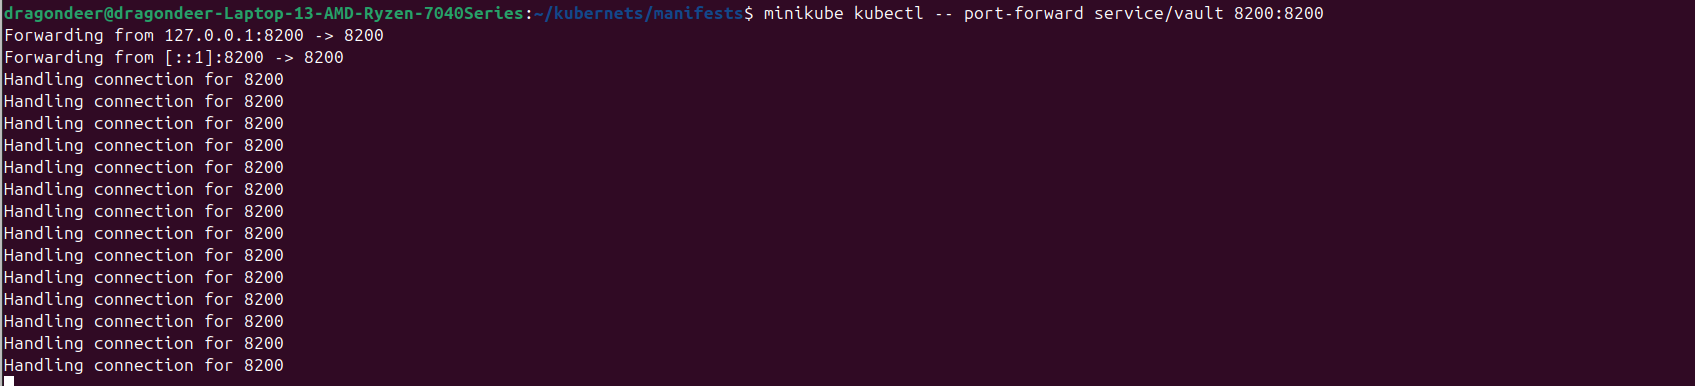 dragondeer@dragondeer-Laptop-13-AMD-Ryzen-7040Series:~/kubernets/manifests$ minikube kubectl -- port-forward service/vault 8200:8200
Forwarding from 127.0.0.1:8200 -> 8200
Forwarding from [::1]:8200 -> 8200
Handling connection for 8200
Handling connection for 8200
Handling connection for 8200
Handling connection for 8200
Handling connection for 8200
Handling connection for 8200
Handling connection for 8200
Handling connection for 8200
Handling connection for 8200
Handling connection for 8200
Handling connection for 8200
Handling connection for 8200
Handling connection for 8200
Handling connection for 8200